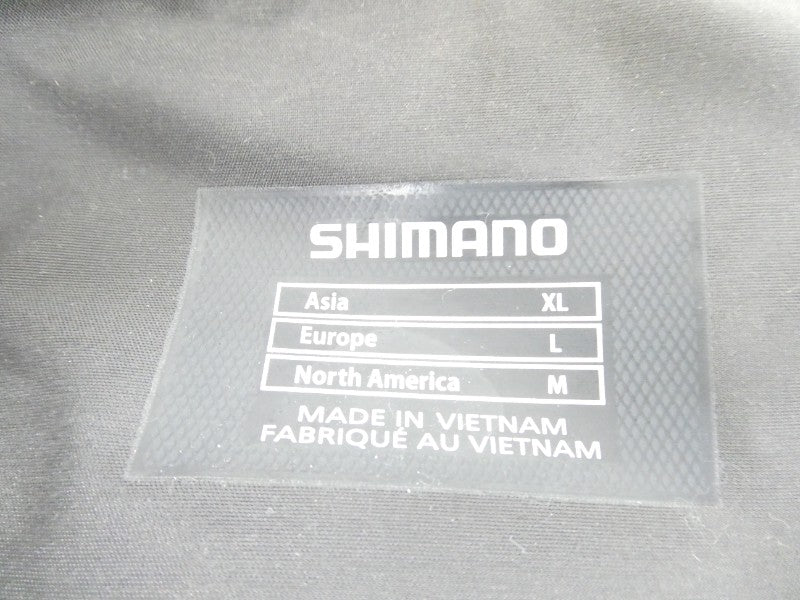 SHIMANO
Asia XL
Europe L
North America M
MADE IN VIETNAM
FABRIQUÉ AU VIETNAM